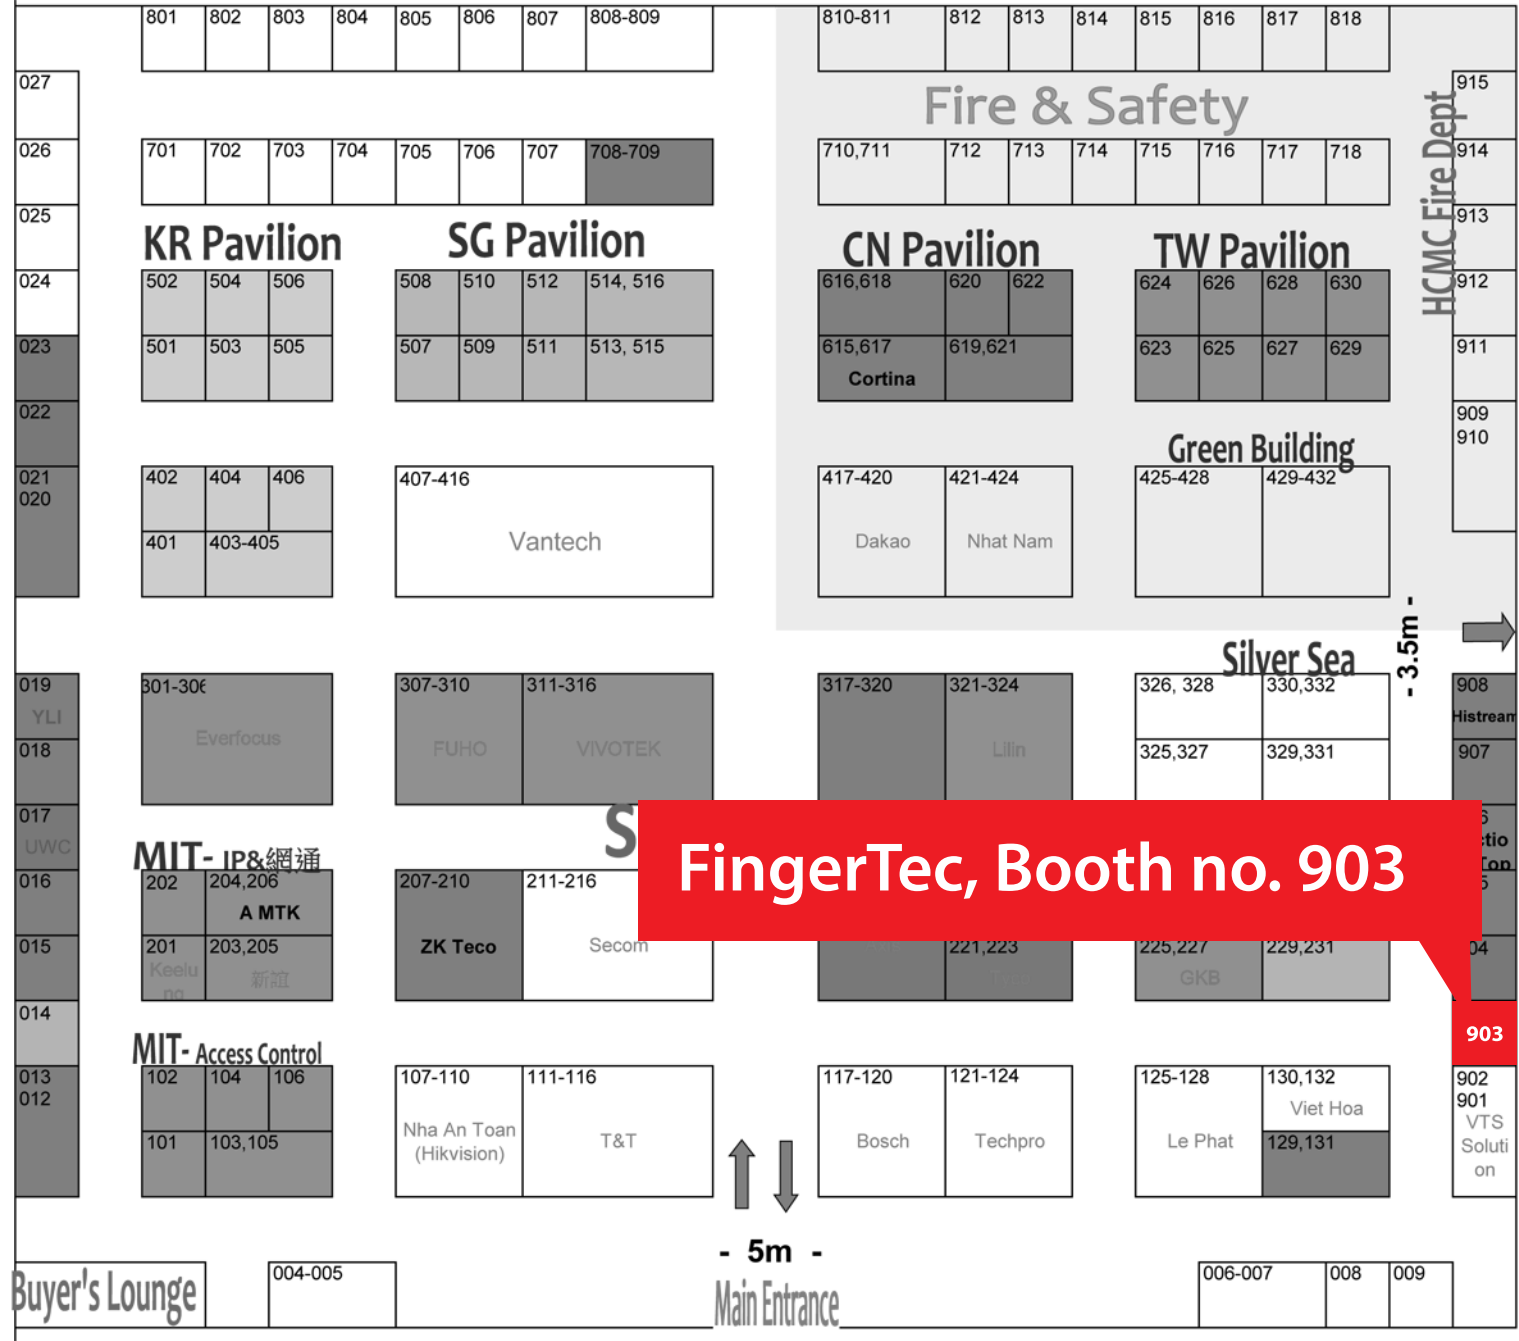 801 802 803 804 805 806 807 808-809 810-811 812 813 814 815 816 817 818
027 Fire & Safety 915
026 701 702 703 704 705 706 707 708-709 710,711 712 713 714 715 716 717 718 914
HCMC Fire Dept
025 KR Pavilion SG Pavilion CN Pavilion TW Pavilion 913
024 502 504 506 508 510 512 514, 516 616,618 620 622 624 626 628 630 912
023 501 503 505 507 509 511 513, 515 615,617 619,621 623 625 627 629 911
Cortina
022 909
910
Green Building
021 402 404 406 407-416 417-420 421-424 425-428 429-432
020
401 403-405 Vantech Dakao Nhat Nam
- 3.5m -
Silver Sea
019 301-306 307-310 311-316 317-320 321-324 326, 328 330,332 908
YLI Everfocus FUHO VIVOTEK Lilin Histream
018 325,327 329,331 907
017
UWC
S
FingerTec, Booth no. 903
MIT- IP&網通
016 202 204,206 207-210 211-216
A MTK
015 201 203,205 ZK Teco Secom 221,223 225,227 229,231 04
Keelu
ng 新誼 GKB
014 903
MIT- Access Control
013 102 104 106 107-110 111-116 117-120 121-124 125-128 130,132 902
012 901
Viet Hoa
101 103,105 Nha An Toan
(Hikvision) T&T Bosch Techpro Le Phat 129,131 VTS
Soluti
on
- 5m -
Buyer's Lounge 004-005 Main Entrance 006-007 008 009